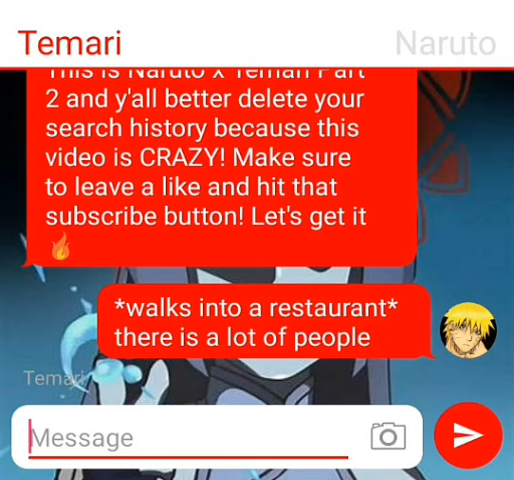 Temari
Naruto
This is Naruto x Temari Part
2 and y'all better delete your
search history because this
video is CRAZY! Make sure
to leave a like and hit that
subscribe button! Let's get it
🔥
*walks into a restaurant*
there is a lot of people
Temari
Message